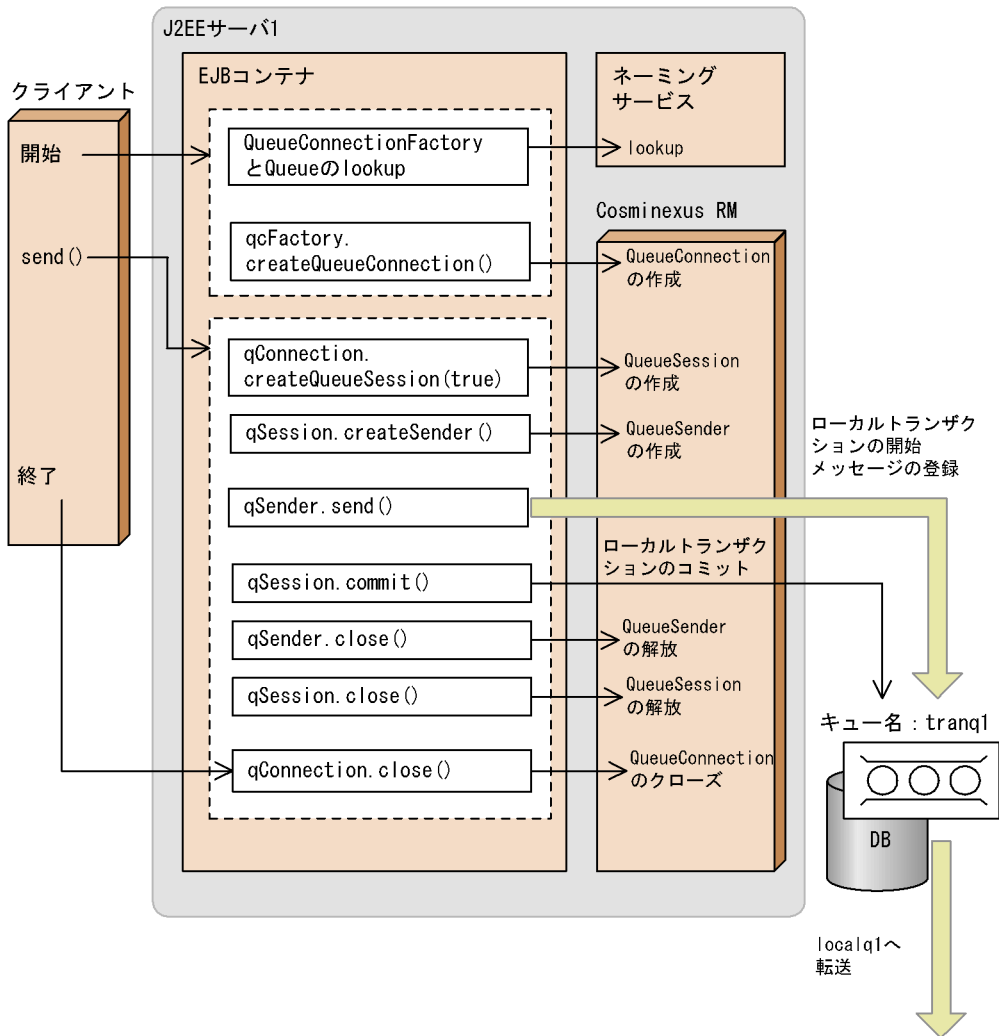 J2EEサーバ1
クライアント
開始
send()
終了
EJBコンテナ
QueueConnectionFactory
とQueueのlookup
qcFactory.
createQueueConnection()
qConnection.
createQueueSession(true)
qSession.createSender()
qSender.send()
qSession.commit()
qSender.close()
qSession.close()
qConnection.close()
ネーミング
サービス
lookup
Cosminexus RM
QueueConnection
の作成
QueueSession
の作成
QueueSender
の作成
ローカルトランザク
ションのコミット
QueueSender
の解放
QueueSession
の解放
QueueConnection
のクローズ
ローカルトランザク
ションの開始
メッセージの登録
キュー名：tranq1
DB
localq1へ
転送